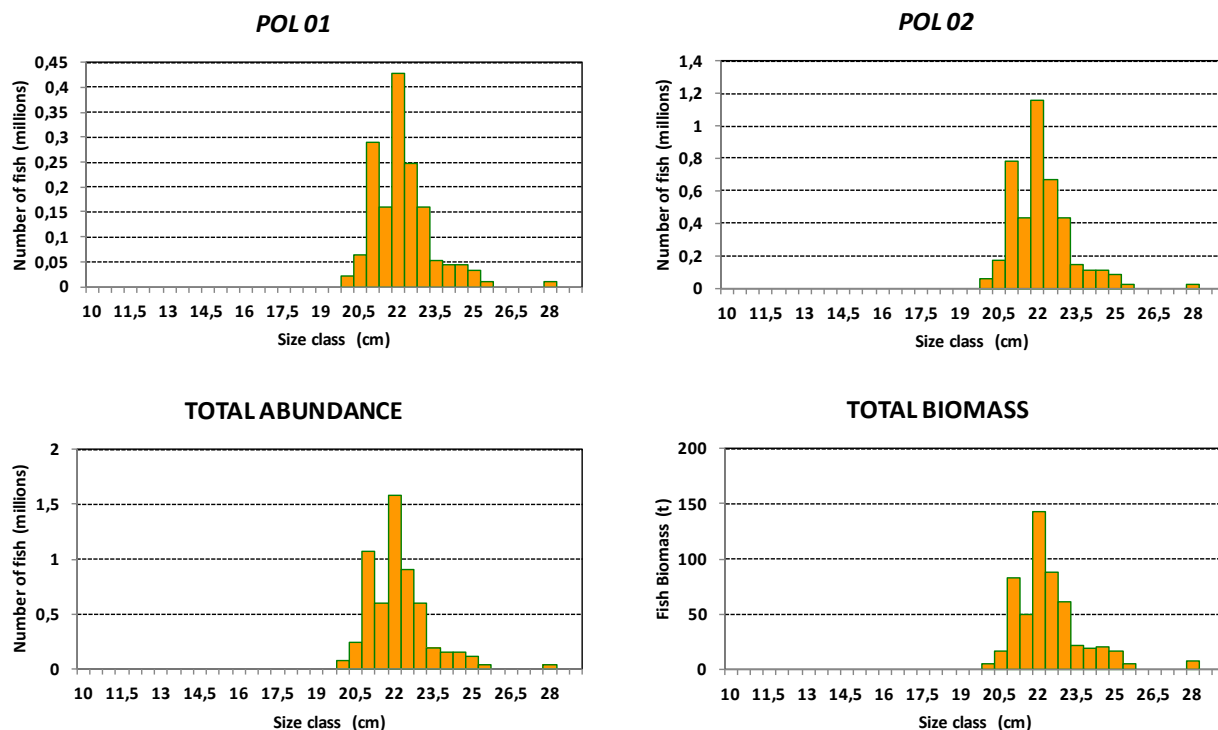 POL 01
Number of fish (millions)
0,45
0,4
0,35
0,3
0,25
0,2
0,15
0,1
0,05
0
10 11,5 13 14,5 16 17,5 19 20,5 22 23,5 25 26,5 28
Size class (cm)
POL 02
Number of fish (millions)
1,4
1,2
1
0,8
0,6
0,4
0,2
0
10 11,5 13 14,5 16 17,5 19 20,5 22 23,5 25 26,5 28
Size class (cm)
TOTAL ABUNDANCE
Number of fish (millions)
2
1,5
1
0,5
0
10 11,5 13 14,5 16 17,5 19 20,5 22 23,5 25 26,5 28
Size class (cm)
TOTAL BIOMASS
Fish Biomass (t)
200
150
100
50
0
10 11,5 13 14,5 16 17,5 19 20,5 22 23,5 25 26,5 28
Size class (cm)